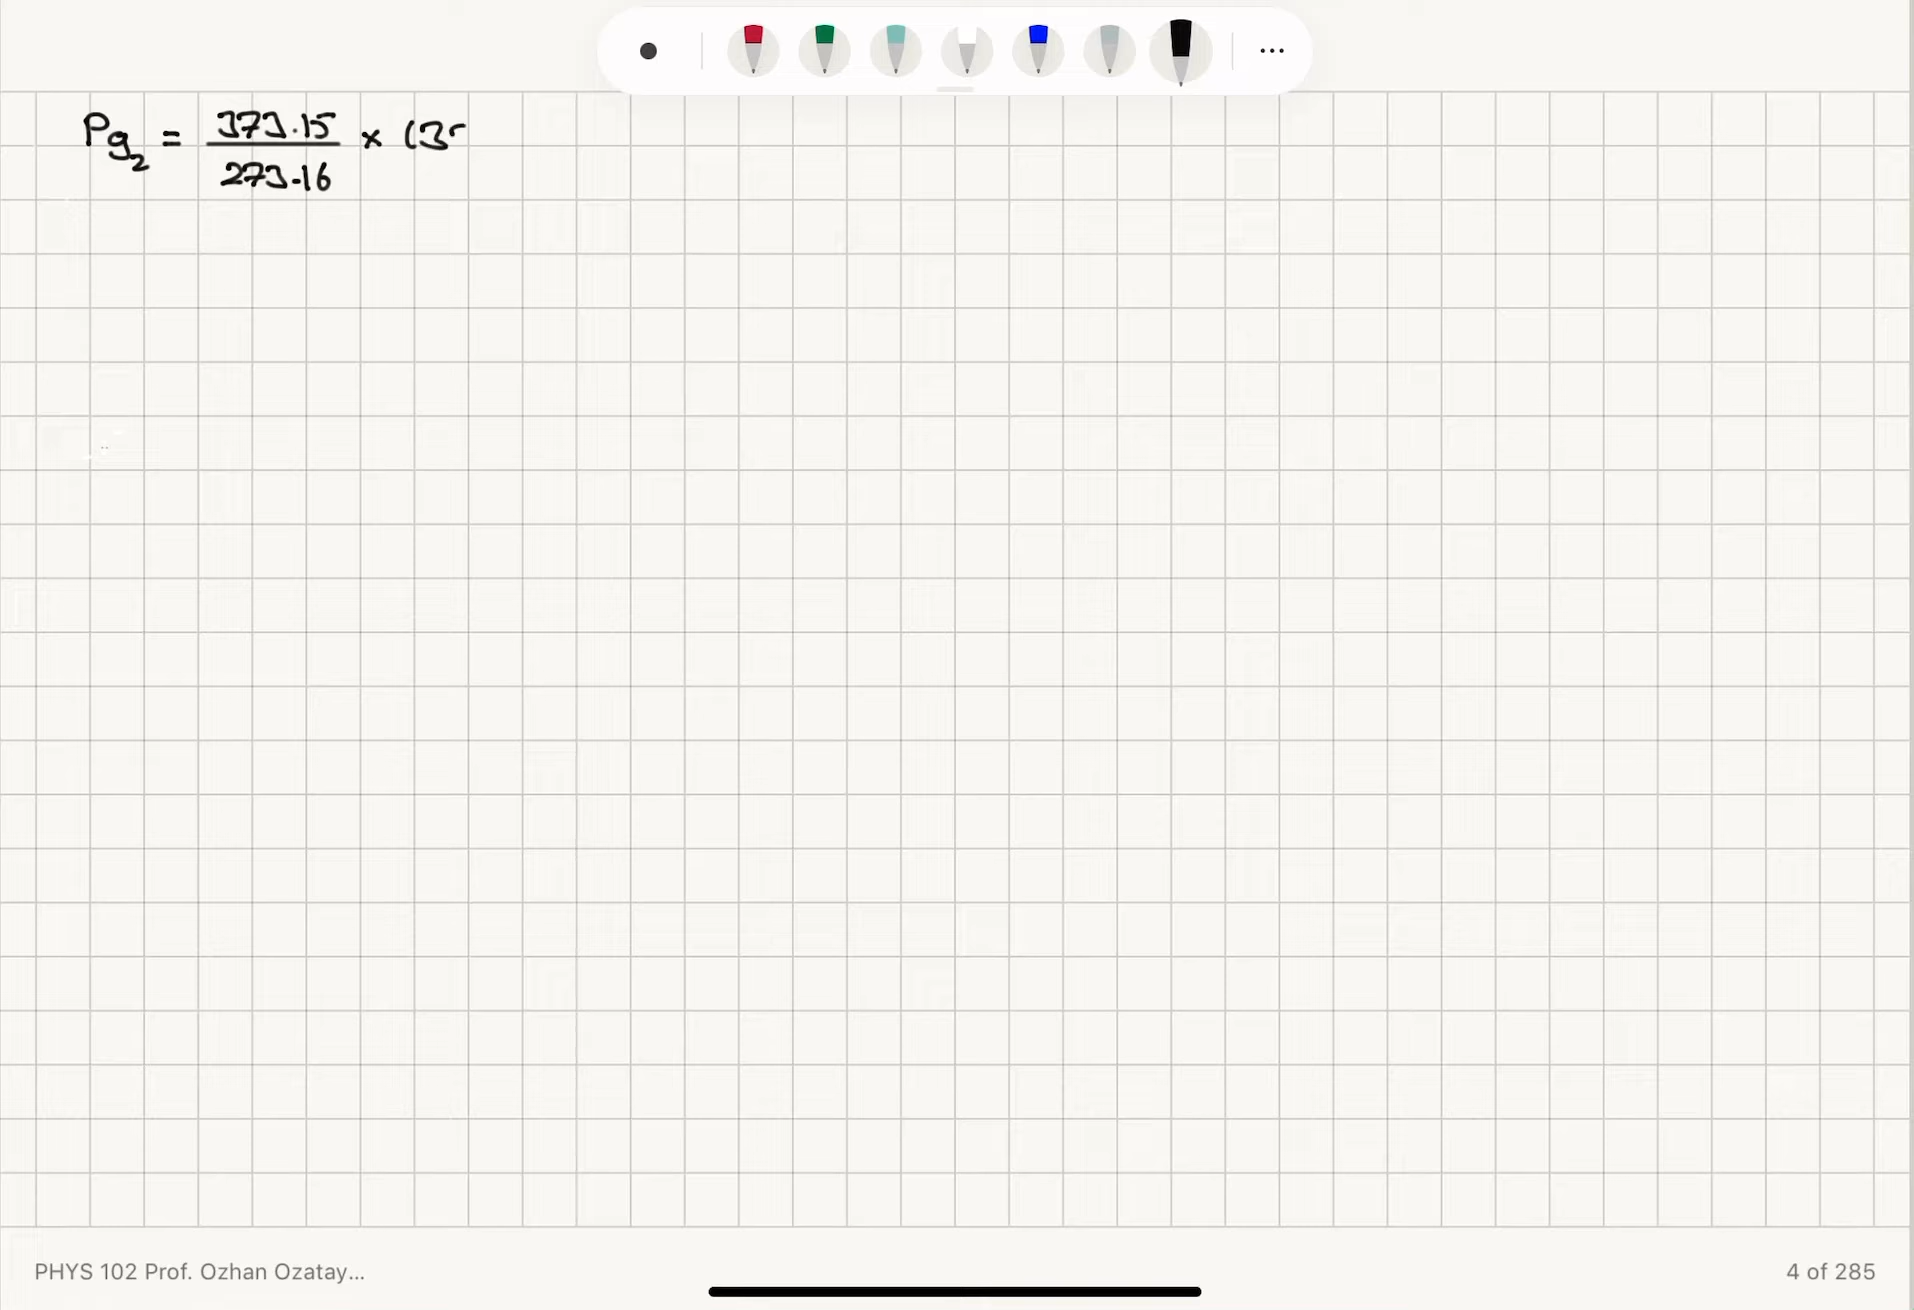 Pg₂ = 373.15 / 273.16 × (3
PHYS 102 Prof. Ozhan Ozatay...
4 of 285